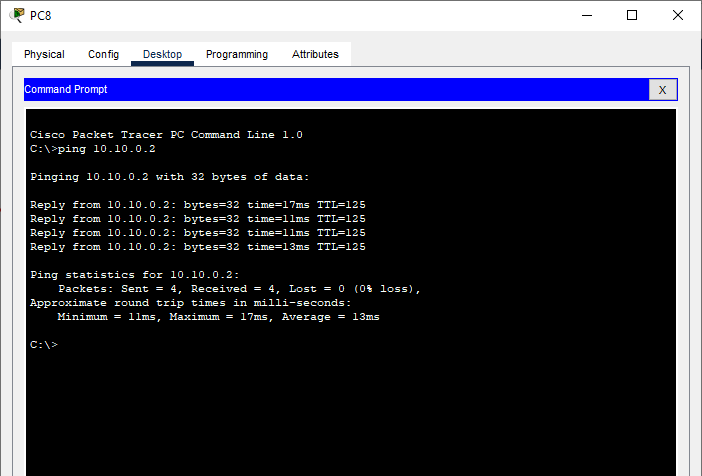 PC8
Physical Config Desktop Programming Attributes
Command Prompt
X
Cisco Packet Tracer PC Command Line 1.0
C:\>ping 10.10.0.2
Pinging 10.10.0.2 with 32 bytes of data:
Reply from 10.10.0.2: bytes=32 time=17ms TTL=125
Reply from 10.10.0.2: bytes=32 time=11ms TTL=125
Reply from 10.10.0.2: bytes=32 time=11ms TTL=125
Reply from 10.10.0.2: bytes=32 time=13ms TTL=125
Ping statistics for 10.10.0.2:
Packets: Sent = 4, Received = 4, Lost = 0 (0% loss),
Approximate round trip times in milli-seconds:
Minimum = 11ms, Maximum = 17ms, Average = 13ms
C:\>